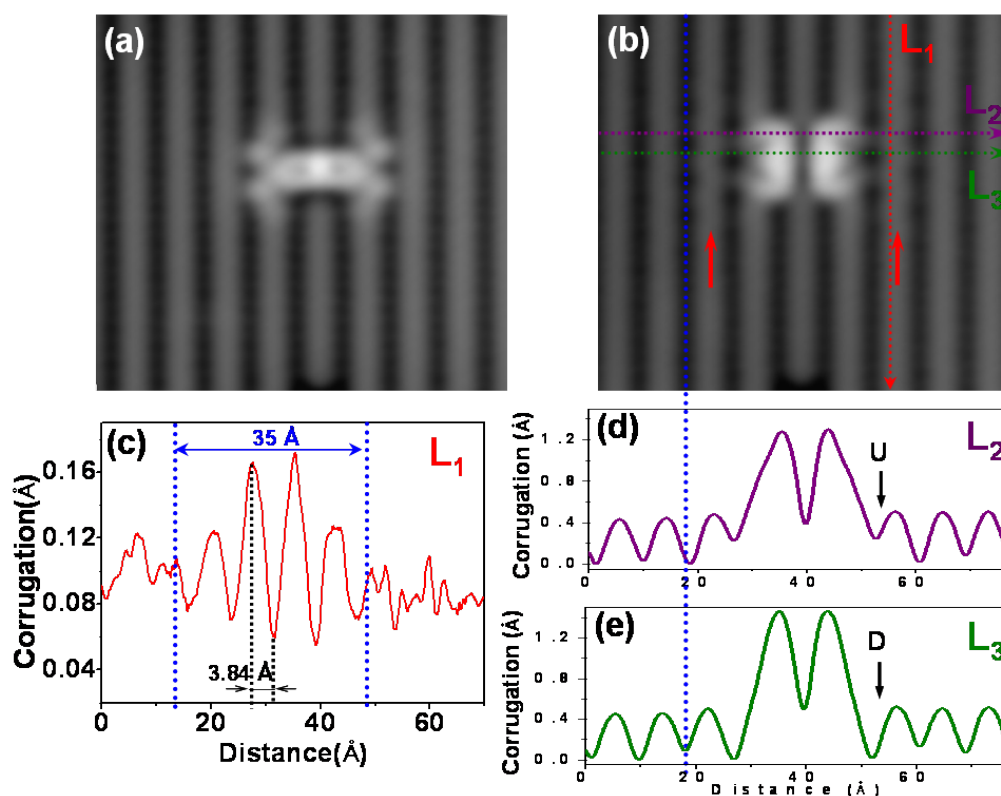 (a)
(b)
L1
L2
L3
(c)
35 Å
L1
0.16
0.12
0.08
0.04
Corrugation(Å)
3.84 Å
0 20 40 60
Distance(Å)
(d)
U
L2
1.2
0.8
0.4
0.0
Corrugation (Å)
0 20 40 60
(e)
D
L3
1.2
0.8
0.4
0.0
Corrugation (Å)
0 20 40 60
Distance (Å)